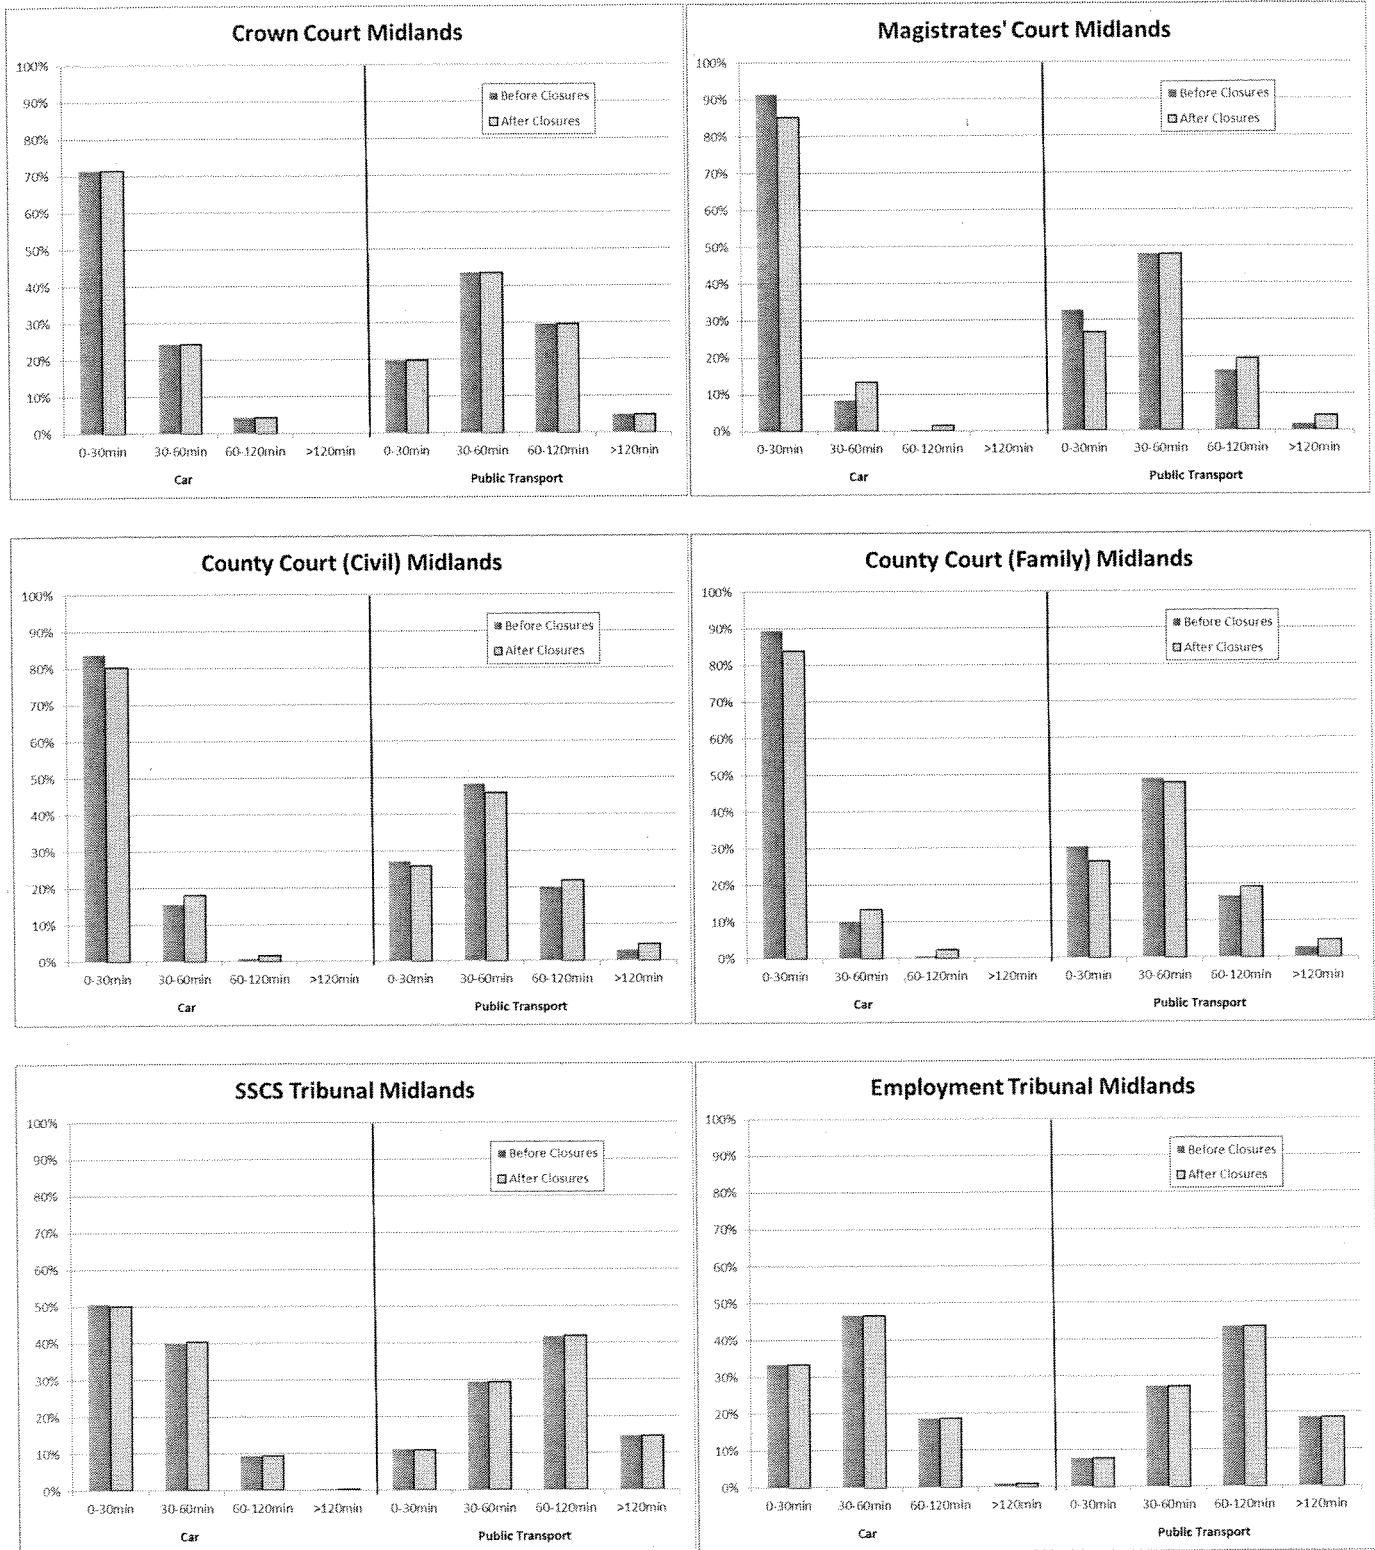 Crown Court Midlands
100%
90%
80%
70%
60%
50%
40%
30%
20%
10%
0%
Before Closures
After Closures
0-30min 30-60min 60-120min >120min 0-30min 30-60min 60-120min >120min
Car Public Transport
Magistrates' Court Midlands
100%
90%
80%
70%
60%
50%
40%
30%
20%
10%
0%
Before Closures
After Closures
0-30min 30-60min 60-120min >120min 0-30min 30-60min 60-120min >120min
Car Public Transport
County Court (Civil) Midlands
100%
90%
80%
70%
60%
50%
40%
30%
20%
10%
0%
Before Closures
After Closures
0-30min 30-60min 60-120min >120min 0-30min 30-60min 60-120min >120min
Car Public Transport
County Court (Family) Midlands
100%
90%
80%
70%
60%
50%
40%
30%
20%
10%
0%
Before Closures
After Closures
0-30min 30-60min 60-120min >120min 0-30min 30-60min 60-120min >120min
Car Public Transport
SSCS Tribunal Midlands
100%
90%
80%
70%
60%
50%
40%
30%
20%
10%
0%
Before Closures
After Closures
0-30min 30-60min 60-120min >120min 0-30min 30-60min 60-120min >120min
Car Public Transport
Employment Tribunal Midlands
100%
90%
80%
70%
60%
50%
40%
30%
20%
10%
0%
Before Closures
After Closures
0-30min 30-60min 60-120min >120min 0-30min 30-60min 60-120min >120min
Car Public Transport